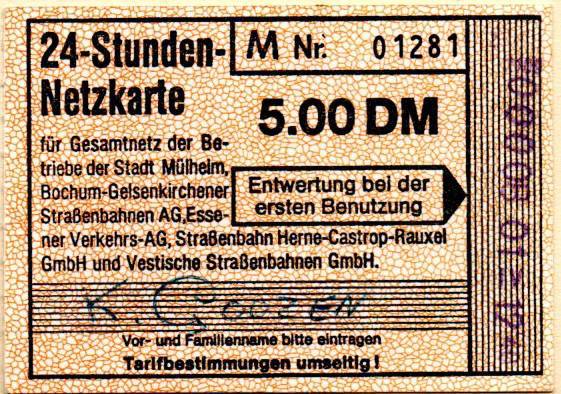 24-Stunden-
Netzkarte
M Nr. 01281
5.00 DM
für Gesamtnetz der Be-
triebe der Stadt Mülheim,
Bochum-Gelsenkirchener
Straßenbahnen AG,Esse-
ner Verkehrs-AG, Straßenbahn Herne-Castrop-Rauxel
GmbH und Vestische Straßenbahnen GmbH.
Entwertung bei der
ersten Benutzung
K.
Vor- und Familienname bitte eintragen
Tarifbestimmungen umseitig!